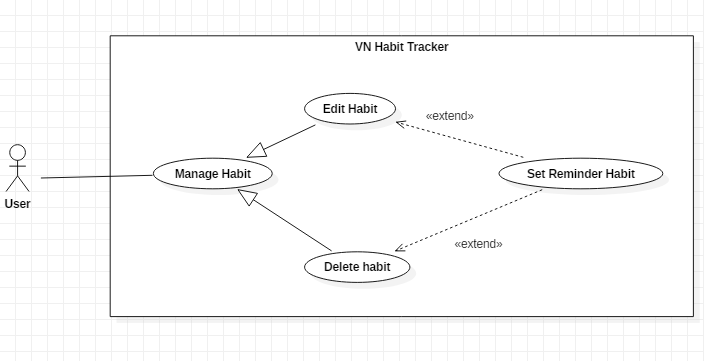 VN Habit Tracker
Edit Habit
«extend»
Manage Habit
Set Reminder Habit
User
«extend»
Delete habit